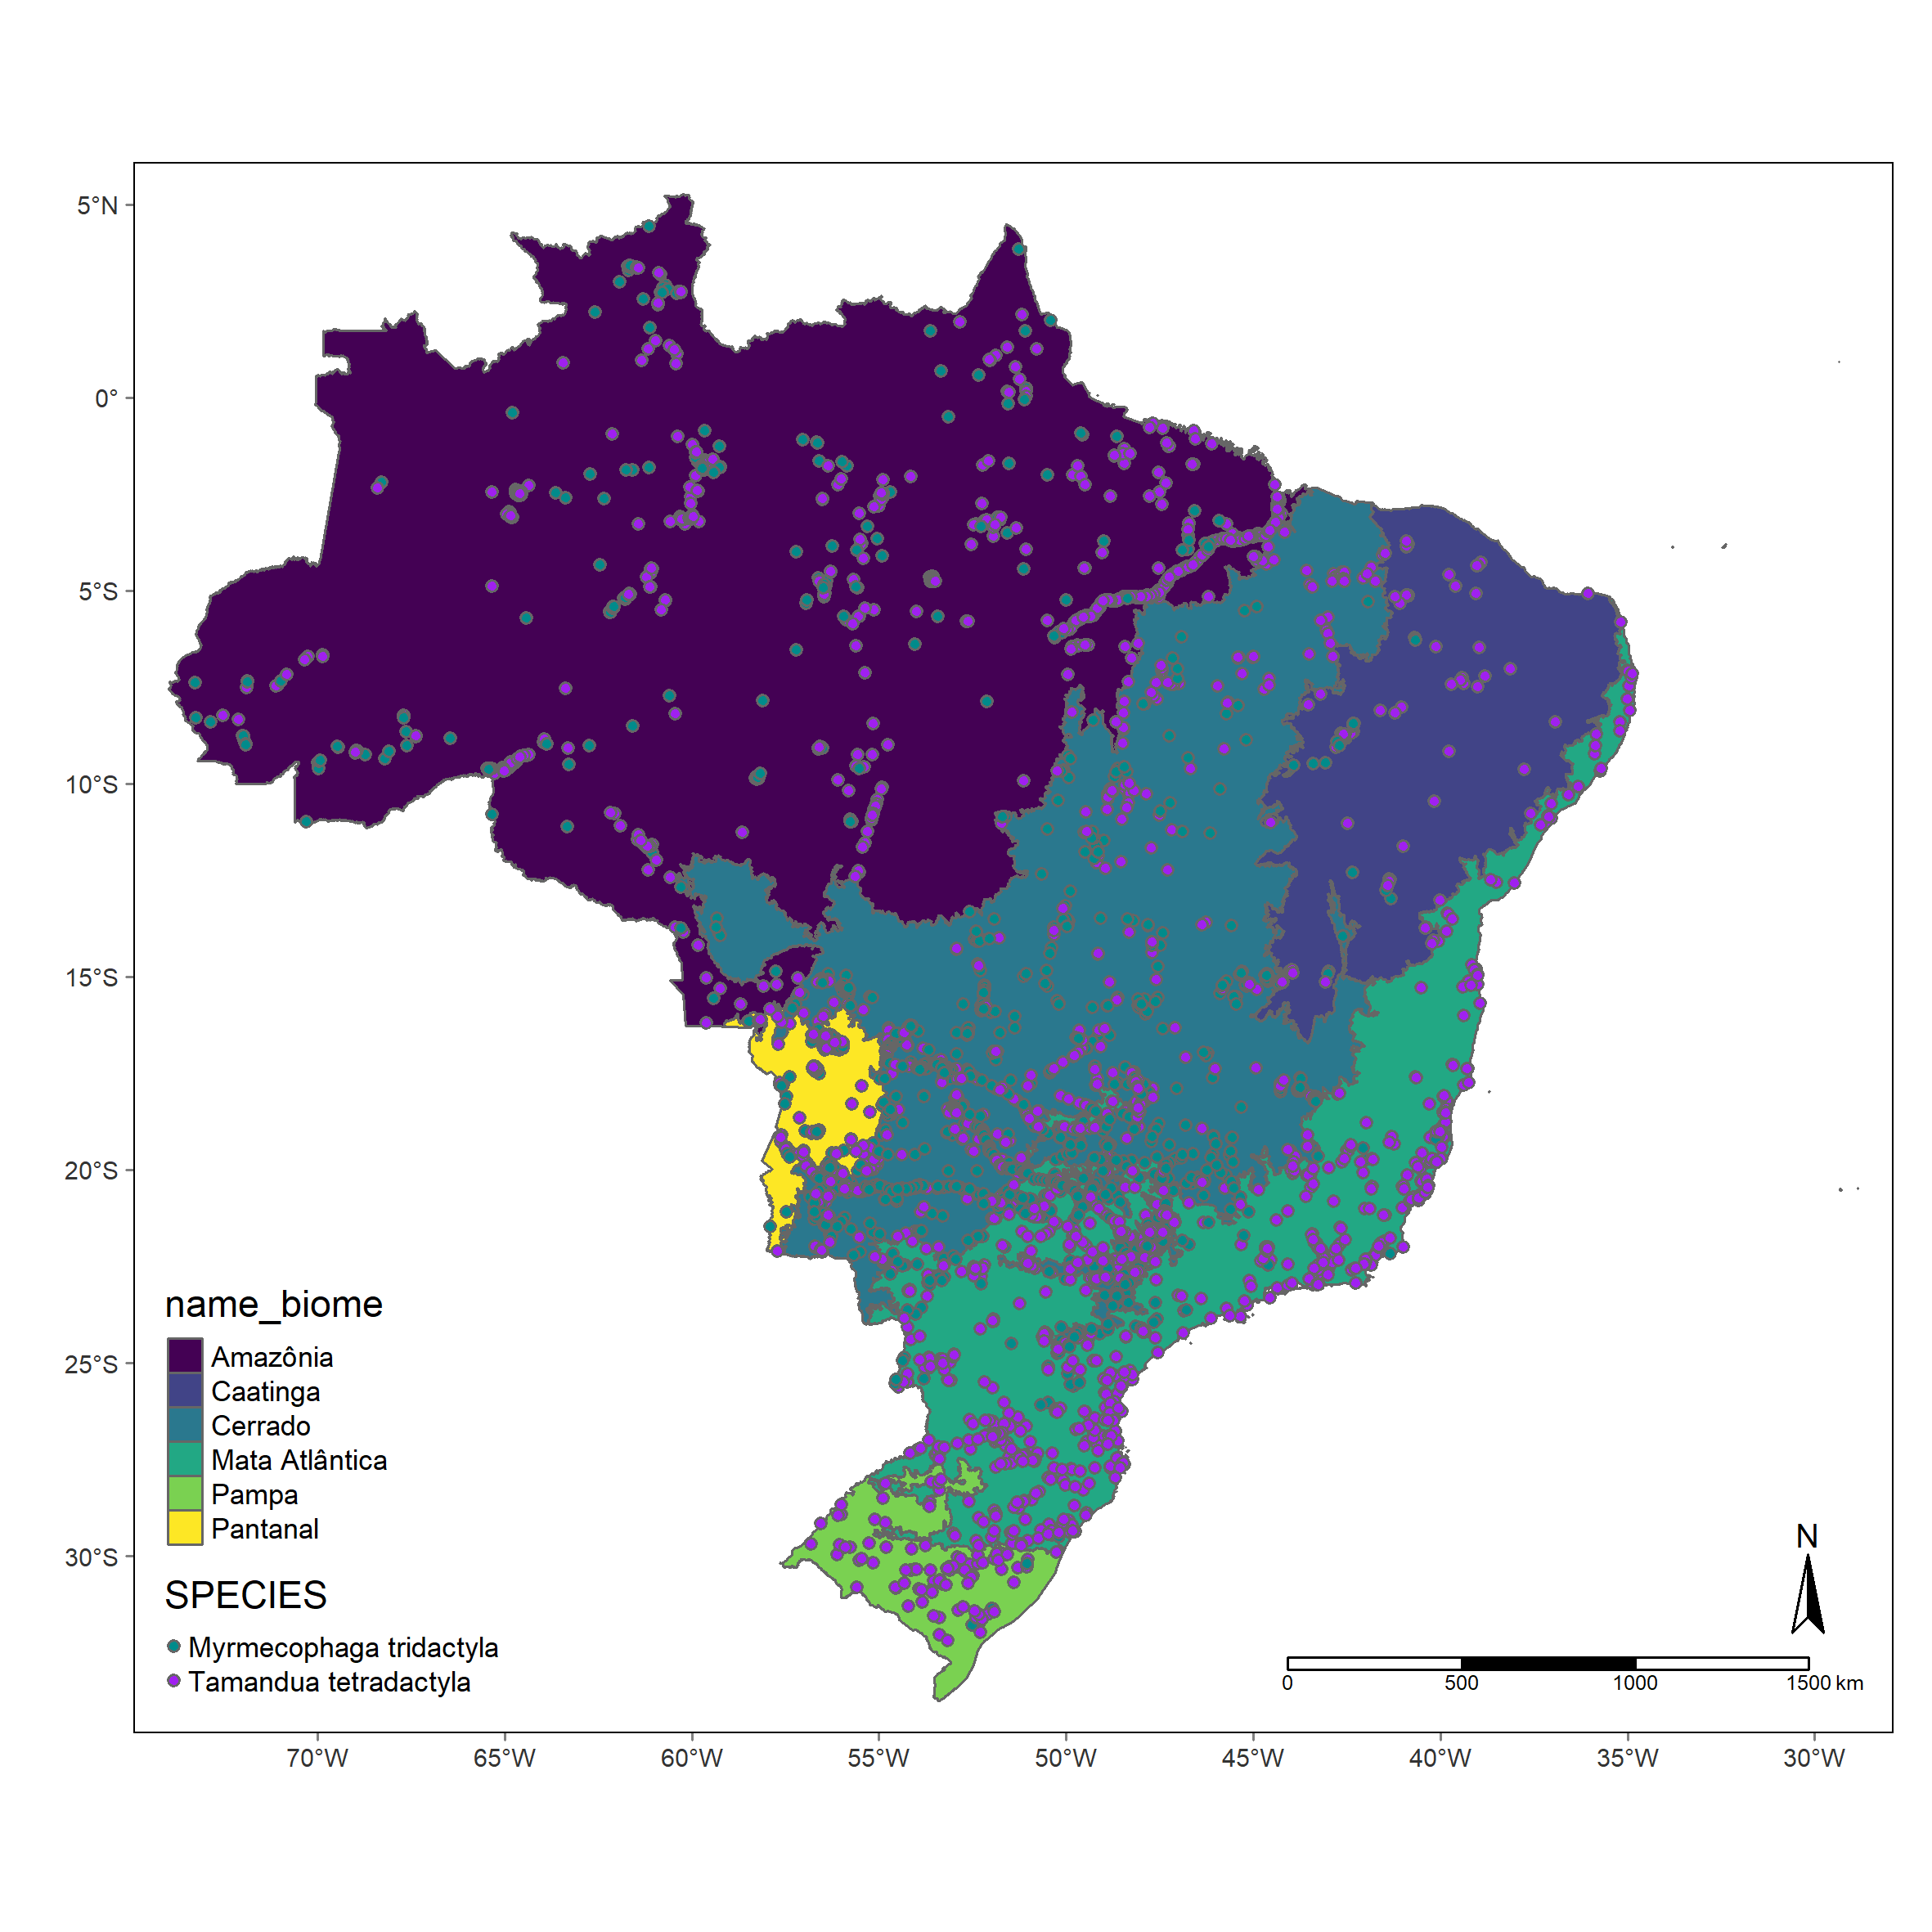 5°N
0°
5°S
10°S
15°S
20°S
25°S
30°S
name_biome
Amazônia
Caatinga
Cerrado
Mata Atlântica
Pampa
Pantanal
SPECIES
Myrmecophaga tridactyla
Tamandua tetradactyla
N
0 500 1000 1500 km
70°W 65°W 60°W 55°W 50°W 45°W 40°W 35°W 30°W